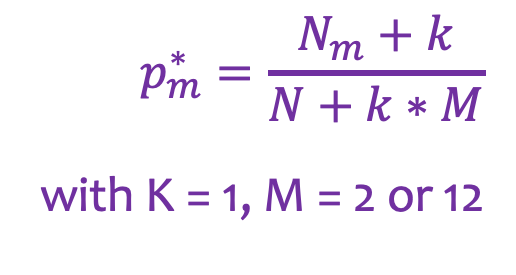 p*m = (Nm + k) / (N + k * M)
with K = 1, M = 2 or 12